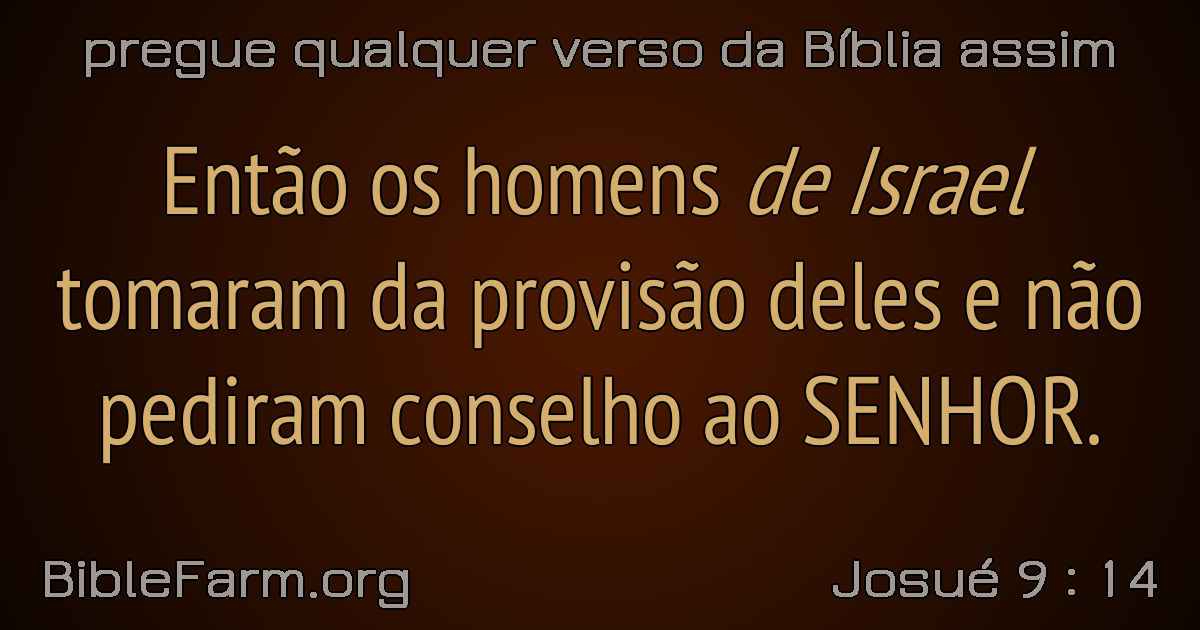 pregue qualquer verso da Bíblia assim
Então os homens de Israel
tomaram da provisão deles e não
pediram conselho ao SENHOR.
BibleFarm.org
Josué 9 : 14